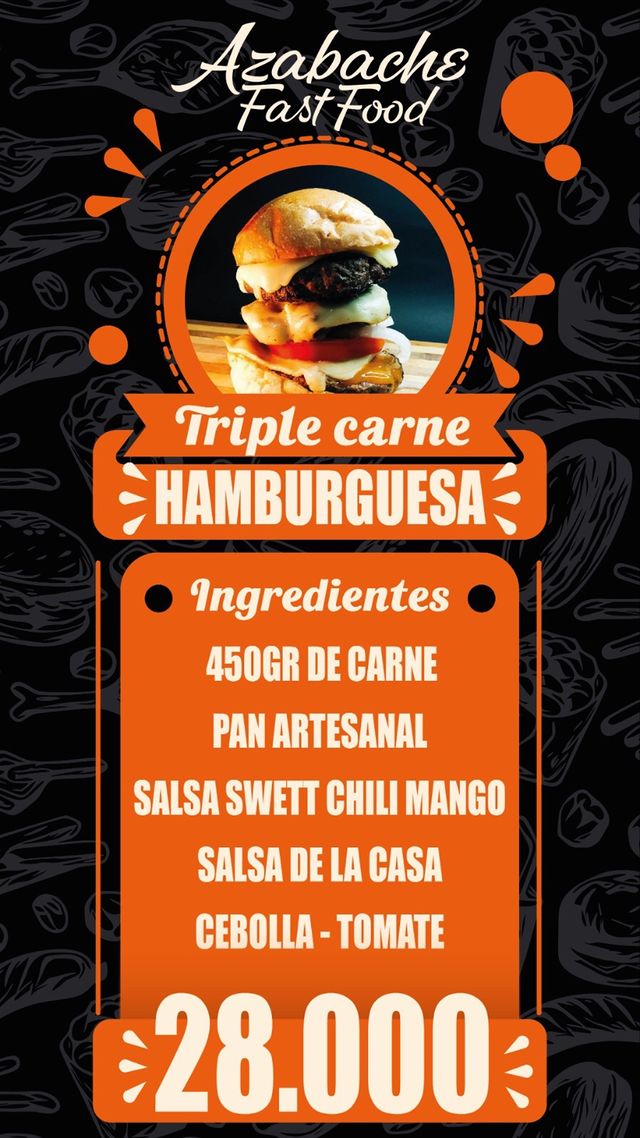 Azabache
Fast Food
Triple carne
HAMBURGUESA
Ingredientes
450GR DE CARNE
PAN ARTESANAL
SALSA SWETT CHILI MANGO
SALSA DE LA CASA
CEBOLLA - TOMATE
28.000